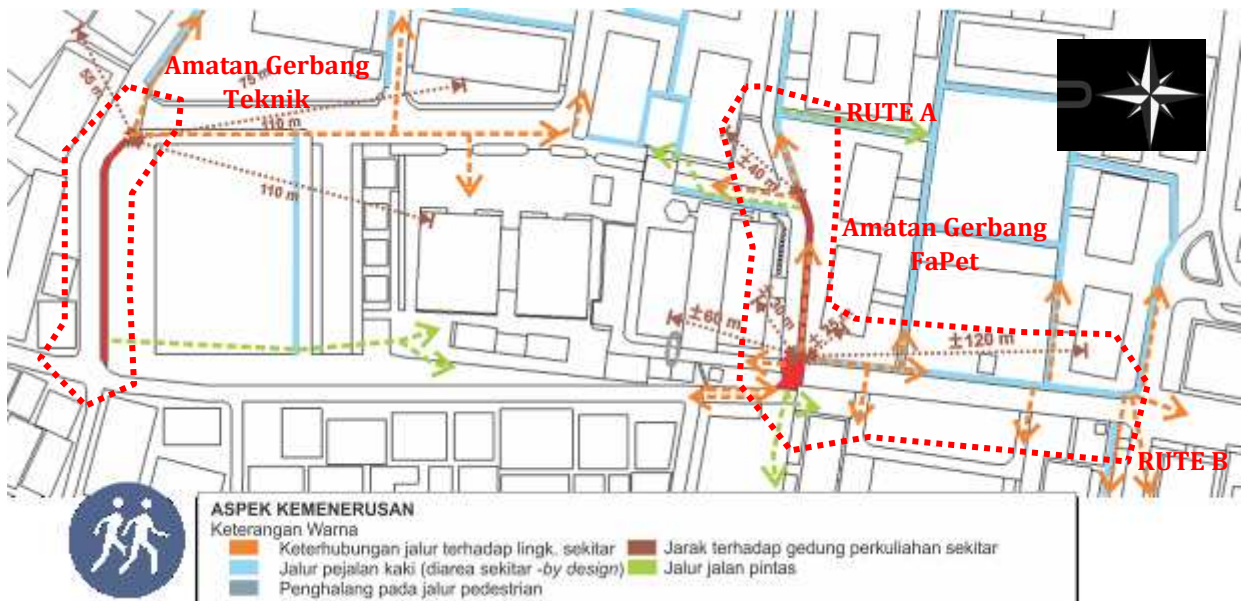 Amatan Gerbang
Teknik
55 m
75 m
110 m
110 m
RUTE A
±40 m
Amatan Gerbang
FaPet
±60 m
±120 m
RUTE B
ASPEK KEMENERUSAN
Keterangan Warna
Keterhubungan jalur terhadap lingk. sekitar
Jarak terhadap gedung perkuliahan sekitar
Jalur pejalan kaki (diarea sekitar -by design)
Jalur jalan pintas
Penghalang pada jalur pedestrian